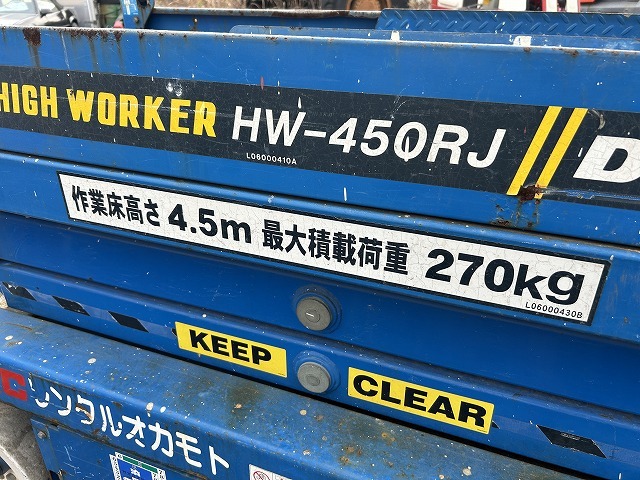 HIGH WORKER HW-450RJ D
L06000410A
作業床高さ 4.5m 最大積載荷重 270kg
L06000430B
KEEP CLEAR
リンタルオカモト